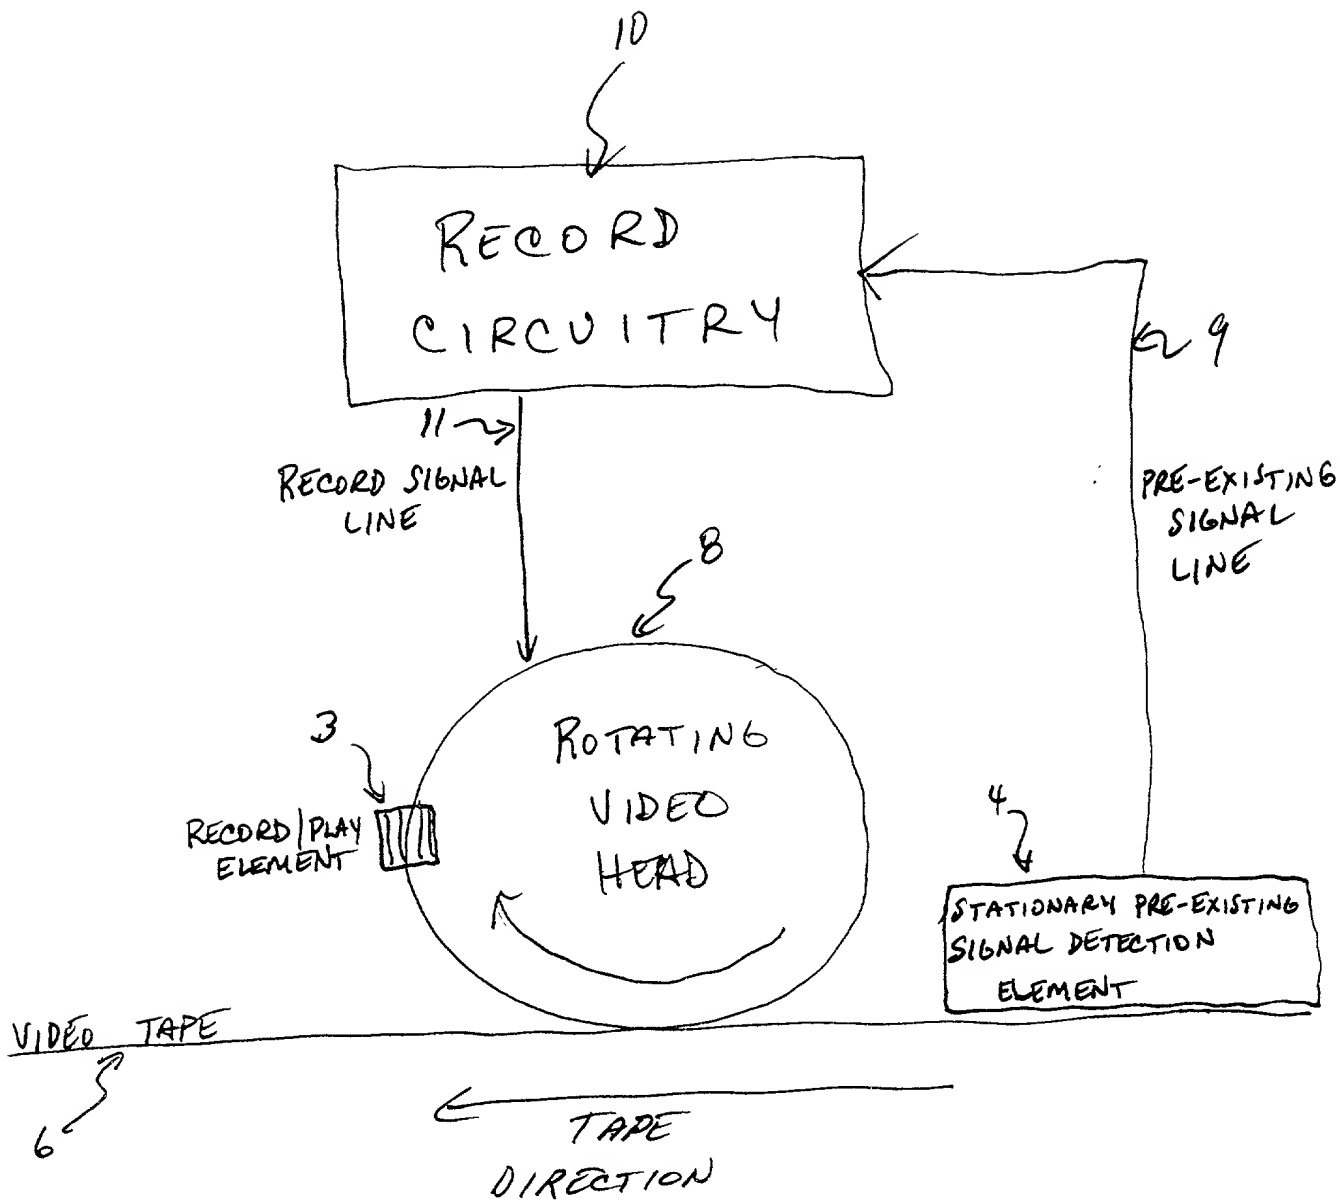 10
RECORD
CIRCUITRY
9
11
RECORD SIGNAL
LINE
PRE-EXISTING
SIGNAL
LINE
8
3
ROTATING
VIDEO
HEAD
RECORD/PLAY
ELEMENT
4
STATIONARY PRE-EXISTING
SIGNAL DETECTION
ELEMENT
VIDEO TAPE
6
TAPE
DIRECTION